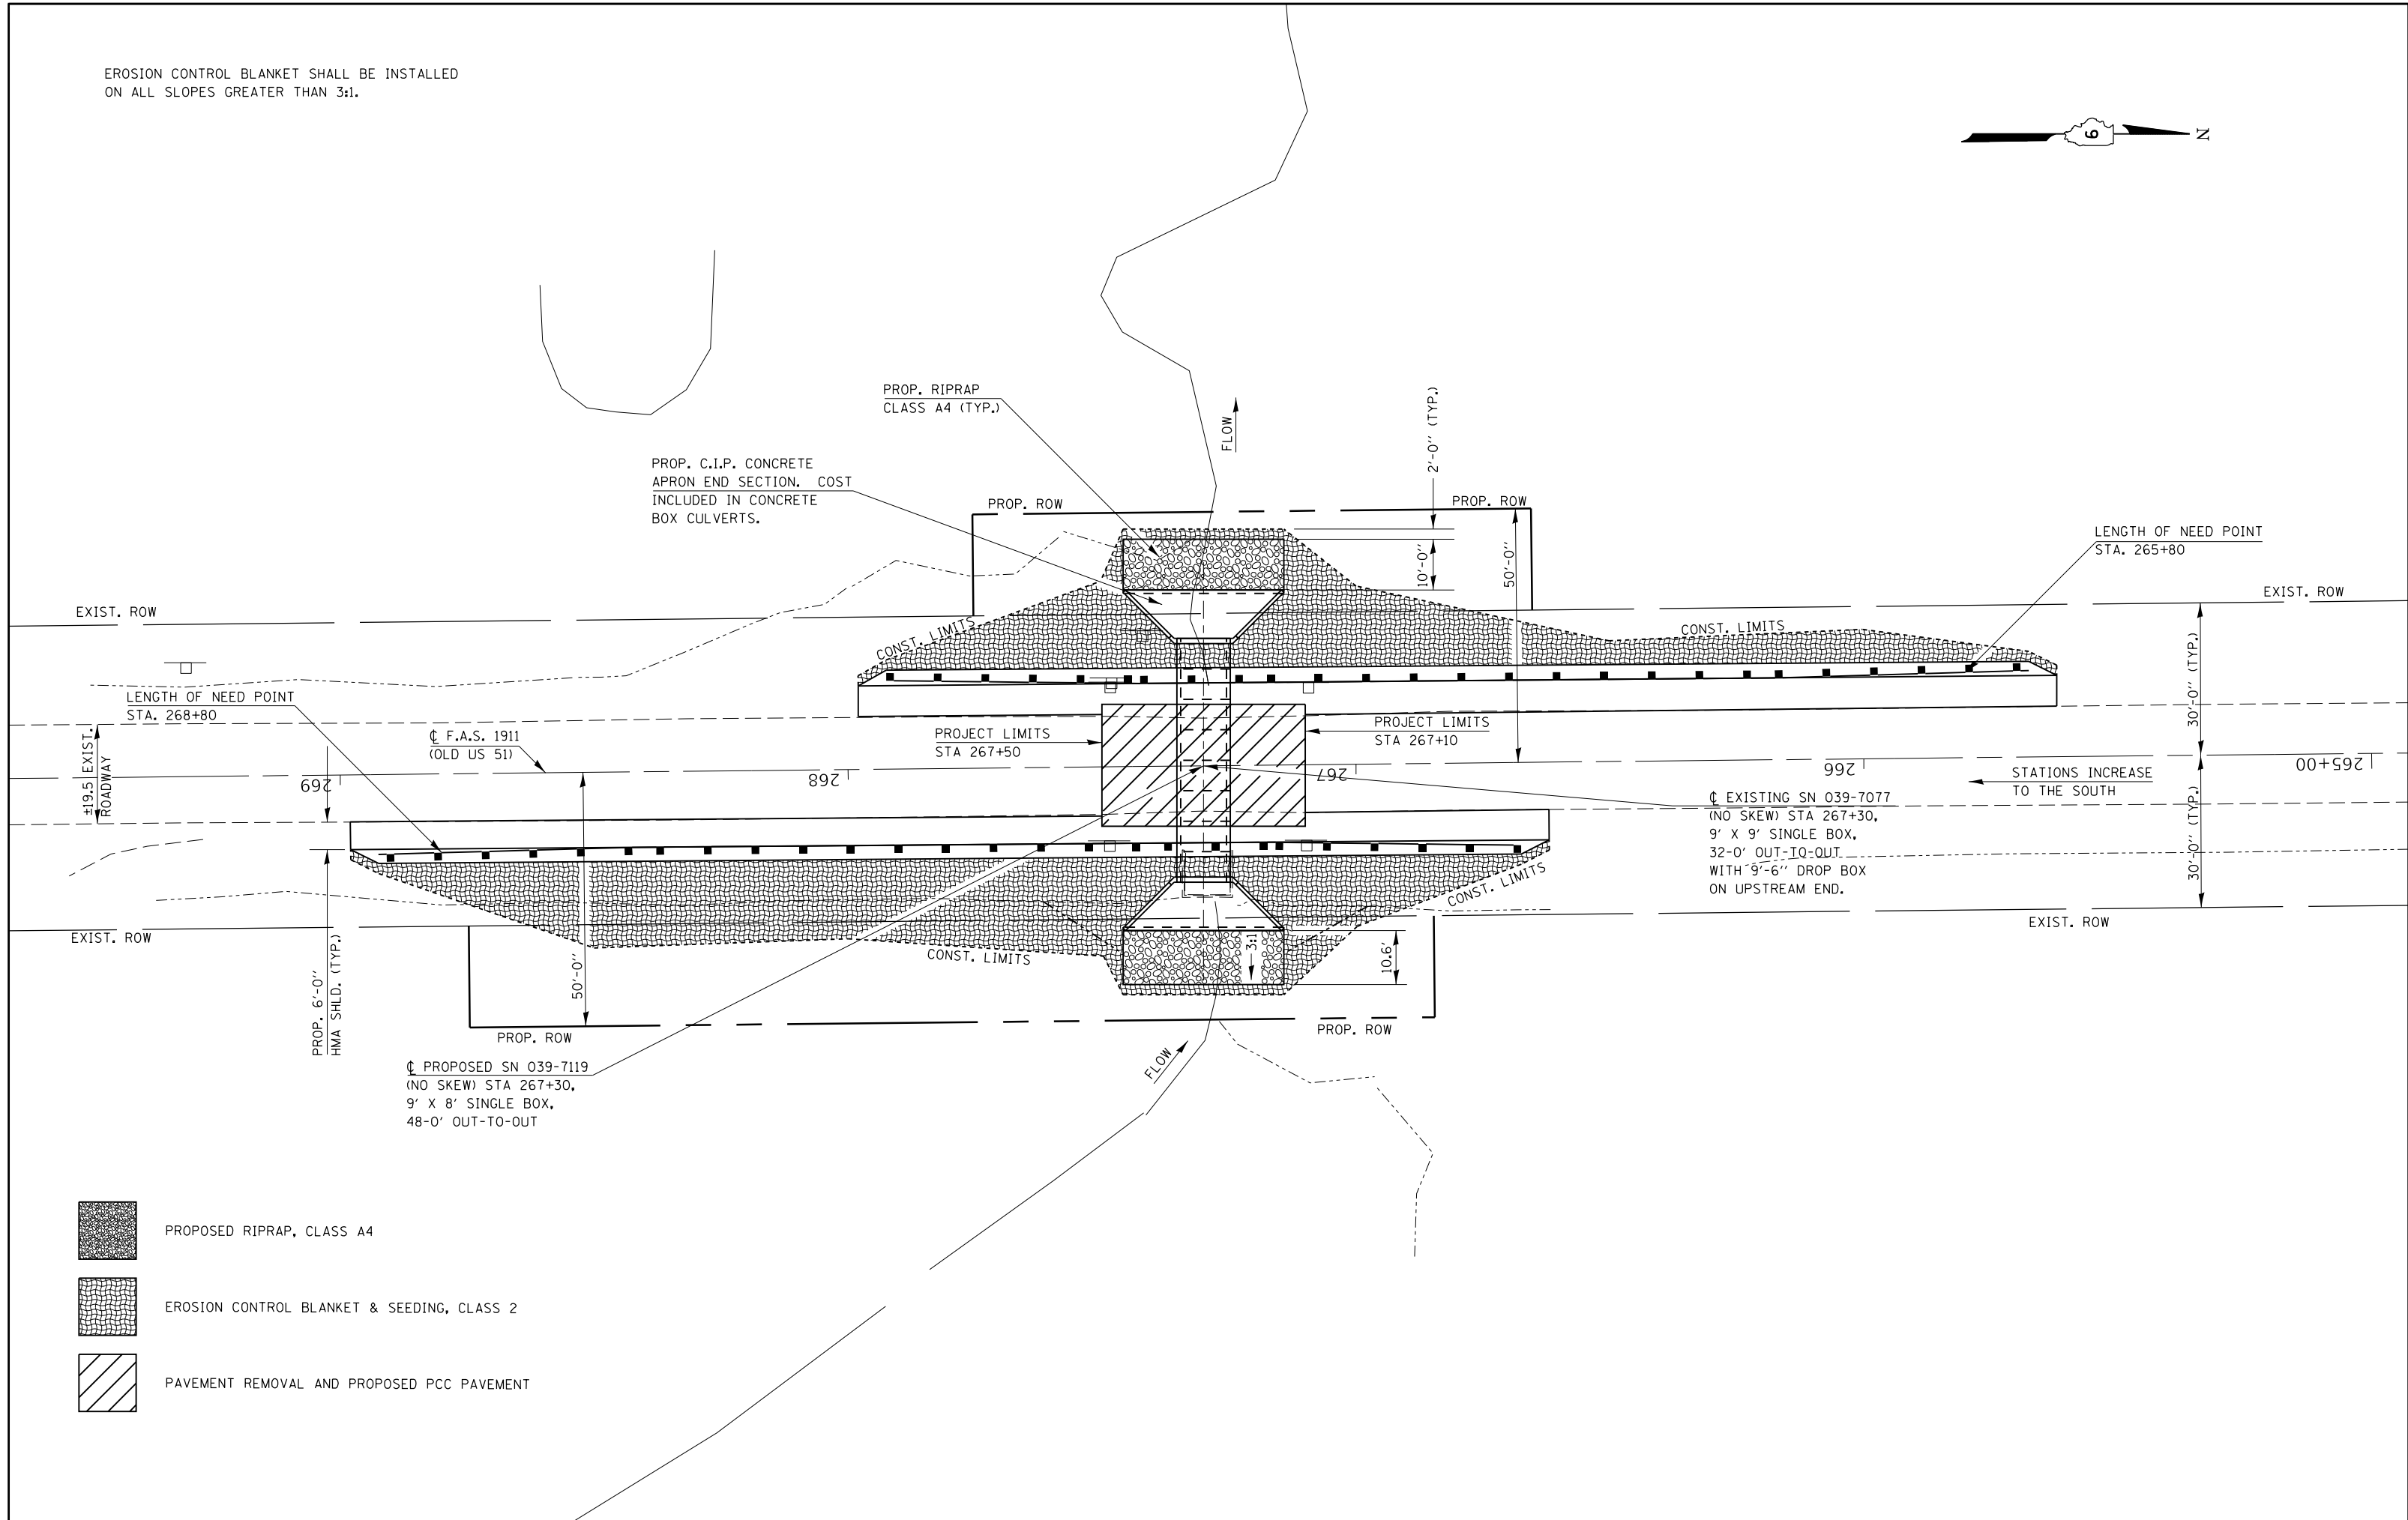 EROSION CONTROL BLANKET SHALL BE INSTALLED
ON ALL SLOPES GREATER THAN 3:1.
6
N
PROP. RIPRAP
CLASS A4 (TYP.)
FLOW
2'-0" (TYP.)
PROP. C.I.P. CONCRETE
APRON END SECTION. COST
INCLUDED IN CONCRETE
BOX CULVERTS.
PROP. ROW
PROP. ROW
10'-0"
50'-0"
LENGTH OF NEED POINT
STA. 265+80
EXIST. ROW
EXIST. ROW
CONST. LIMITS
CONST. LIMITS
30'-0" (TYP.)
LENGTH OF NEED POINT
STA. 268+80
±19.5 EXIST.
ROADWAY
℄ F.A.S. 1911
(OLD US 51)
PROJECT LIMITS
STA 267+50
PROJECT LIMITS
STA 267+10
269
268
267
266
265+00
STATIONS INCREASE
TO THE SOUTH
℄ EXISTING SN 039-7077
(NO SKEW) STA 267+30,
9' X 9' SINGLE BOX,
32-0' OUT-TO-OUT
WITH 9'-6" DROP BOX
ON UPSTREAM END.
30'-0" (TYP.)
CONST. LIMITS
EXIST. ROW
EXIST. ROW
CONST. LIMITS
3:1
10.6'
50'-0"
PROP. 6'-0"
HMA SHLD. (TYP.)
PROP. ROW
PROP. ROW
FLOW
℄ PROPOSED SN 039-7119
(NO SKEW) STA 267+30,
9' X 8' SINGLE BOX,
48-0' OUT-TO-OUT
PROPOSED RIPRAP, CLASS A4
EROSION CONTROL BLANKET & SEEDING, CLASS 2
PAVEMENT REMOVAL AND PROPOSED PCC PAVEMENT